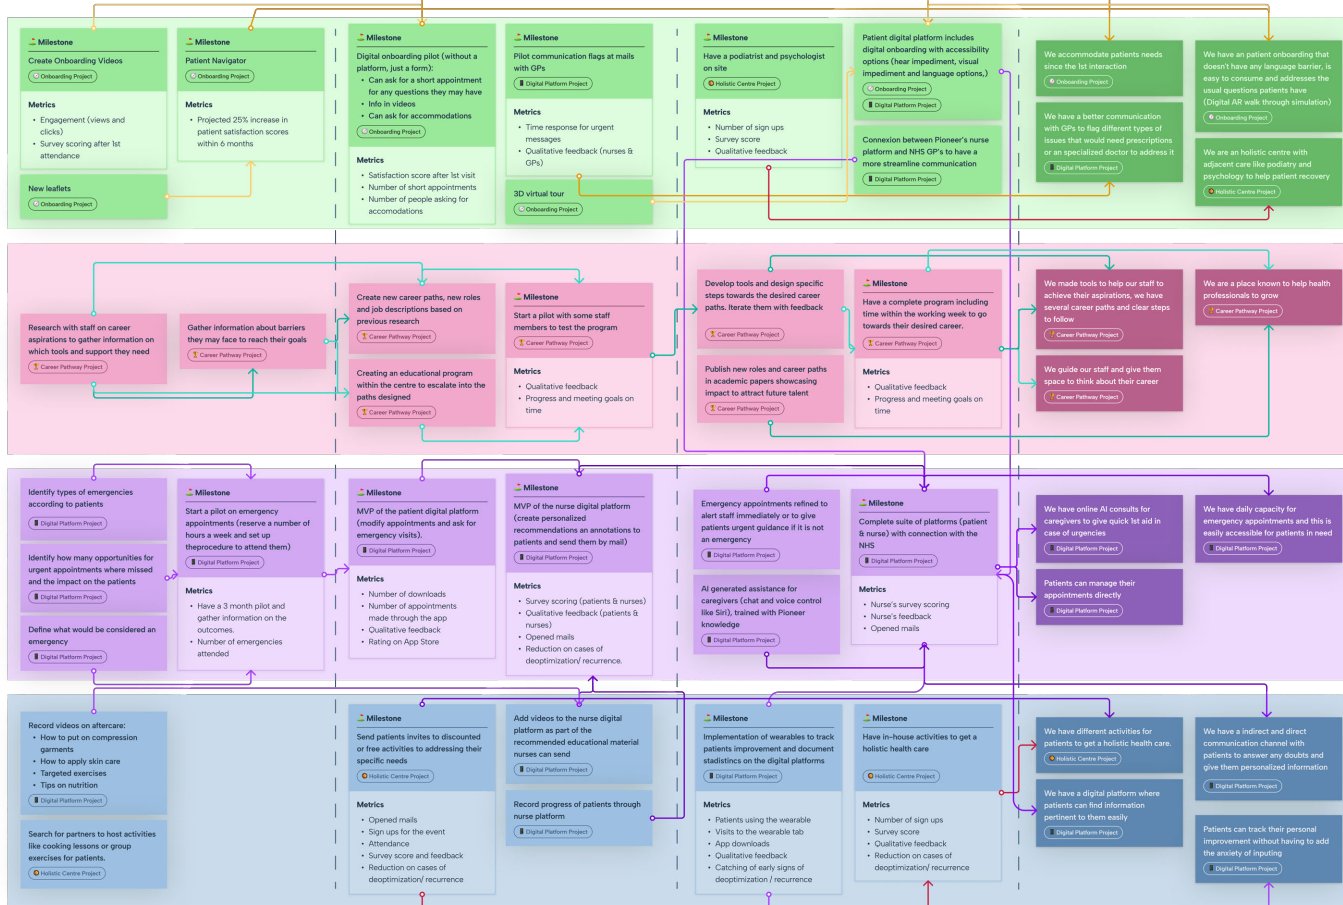 Milestone
Create Onboarding Videos
Onboarding Project
Metrics
• Engagement (views and
clicks)
• Survey scoring after 1st
attendance
New leaflets
Onboarding Project
Milestone
Patient Navigator
Onboarding Project
Metrics
• Projected 25% increase in
patient satisfaction scores
within 6 months
Milestone
Digital onboarding pilot (without a
platform, just a form):
• Can ask for a short appointment
for any questions they may have
• Info in videos
• Can ask for accommodations
Onboarding Project
Metrics
• Satisfaction score after 1st visit
• Number of short appointments
• Number of people asking for
accomodations
Milestone
Pilot communication flags at mails
with GPs
Digital Platform Project
Metrics
• Time response for urgent
messages
• Qualitative feedback (nurses &
GPs)
3D virtual tour
Onboarding Project
Milestone
Have a podiatrist and psychologist
on site
Holistic Centre Project
Metrics
• Number of sign ups
• Survey score
• Qualitative feedback
Patient digital platform includes
digital onboarding with accessibility
options (hear impediment, visual
impediment and language options,)
Onboarding Project
Digital Platform Project
Connexion between Pioneer's nurse
platform and NHS GP's to have a
more streamline communication
Digital Platform Project
We accommodate patients needs
since the 1st interaction
Onboarding Project
We have a better communication
with GPs to flag different types of
issues that would need prescriptions
or an specialized doctor to address it
Digital Platform Project
We have an patient onboarding that
doesn't have any language barrier, is
easy to consume and addresses the
usual questions patients have
(Digital AR walk through simulation)
Onboarding Project
We are an holistic centre with
adjacent care like podiatry and
psychology to help patient recovery
Holistic Centre Project
Research with staff on career
aspirations to gather information on
which tools and support they need
Career Pathway Project
Gather information about barriers
they may face to reach their goals
Career Pathway Project
Create new career paths, new roles
and job descriptions based on
previous research
Career Pathway Project
Creating an educational program
within the centre to escalate into the
paths designed
Career Pathway Project
Milestone
Start a pilot with some staff
members to test the program
Career Pathway Project
Metrics
• Qualitative feedback
• Progress and meeting goals on
time
Develop tools and design specific
steps towards the desired career
paths. Iterate them with feedback
Career Pathway Project
Publish new roles and career paths
in academic papers showcasing
impact to attract future talent
Career Pathway Project
Milestone
Have a complete program including
time within the working week to go
towards their desired career.
Career Pathway Project
Metrics
• Qualitative feedback
• Progress and meeting goals on
time
We made tools to help our staff to
achieve their aspirations, we have
several career paths and clear steps
to follow
Career Pathway Project
We guide our staff and give them
space to think about their career
Career Pathway Project
We are a place known to help health
professionals to grow
Career Pathway Project
Identify types of emergencies
according to patients
Digital Platform Project
Identify how many opportunities for
urgent appointments where missed
and the impact on the patients
Digital Platform Project
Define what would be considered an
emergency
Digital Platform Project
Milestone
Start a pilot on emergency
appointments (reserve a number of
hours a week and set up
theprocedure to attend them)
Digital Platform Project
Metrics
• Have a 3 month pilot and
gather information on the
outcomes.
• Number of emergencies
attended
Milestone
MVP of the patient digital platform
(modify appointments and ask for
emergency visits).
Digital Platform Project
Metrics
• Number of downloads
• Number of appointments
made through the app
• Qualitative feedback
• Rating on App Store
Milestone
MVP of the nurse digital platform
(create personalized
recommendations an annotations to
patients and send them by mail)
Digital Platform Project
Metrics
• Survey scoring (patients & nurses)
• Qualitative feedback (patients &
nurses)
• Opened mails
• Reduction on cases of
deoptimization/ recurrence.
Emergency appointments refined to
alert staff immediately or to give
patients urgent guidance if it is not
an emergency
Digital Platform Project
AI generated assistance for
caregivers (chat and voice control
like Siri), trained with Pioneer
knowledge
Digital Platform Project
Milestone
Complete suite of platforms (patient
& nurse) with connection with the
NHS
Digital Platform Project
Metrics
• Nurse's survey scoring
• Nurse's feedback
• Opened mails
We have online AI consults for
caregivers to give quick 1st aid in
case of urgencies
Digital Platform Project
Patients can manage their
appointments directly
Digital Platform Project
We have daily capacity for
emergency appointments and this is
easily accessible for patients in need
Digital Platform Project
Record videos on aftercare:
• How to put on compression
garments
• How to apply skin care
• Targeted exercises
• Tips on nutrition
Digital Platform Project
Search for partners to host activities
like cooking lessons or group
exercises for patients.
Holistic Centre Project
Milestone
Send patients invites to discounted
or free activities to addressing their
specific needs
Holistic Centre Project
Metrics
• Opened mails
• Sign ups for the event
• Attendance
• Survey score and feedback
• Reduction on cases of
deoptimization/ recurrence
Add videos to the nurse digital
platform as part of the
recommended educational material
nurses can send
Digital Platform Project
Record progress of patients through
nurse platform
Digital Platform Project
Milestone
Implementation of wearables to track
patients improvement and document
stadistincs on the digital platforms
Digital Platform Project
Metrics
• Patients using the wearable
• Visits to the wearable tab
• App downloads
• Qualitative feedback
• Catching of early signs of
deoptimization / recurrence
Milestone
Have in-house activities to get a
holistic health care
Holistic Centre Project
Metrics
• Number of sign ups
• Survey score
• Qualitative feedback
• Reduction on cases of
deoptimization/ recurrence
We have different activities for
patients to get a holistic health care.
Holistic Centre Project
We have a digital platform where
patients can find information
pertinent to them easily
Digital Platform Project
We have a indirect and direct
communication channel with
patients to answer any doubts and
give them personalized information
Digital Platform Project
Patients can track their personal
improvement without having to add
the anxiety of inputing
Digital Platform Project